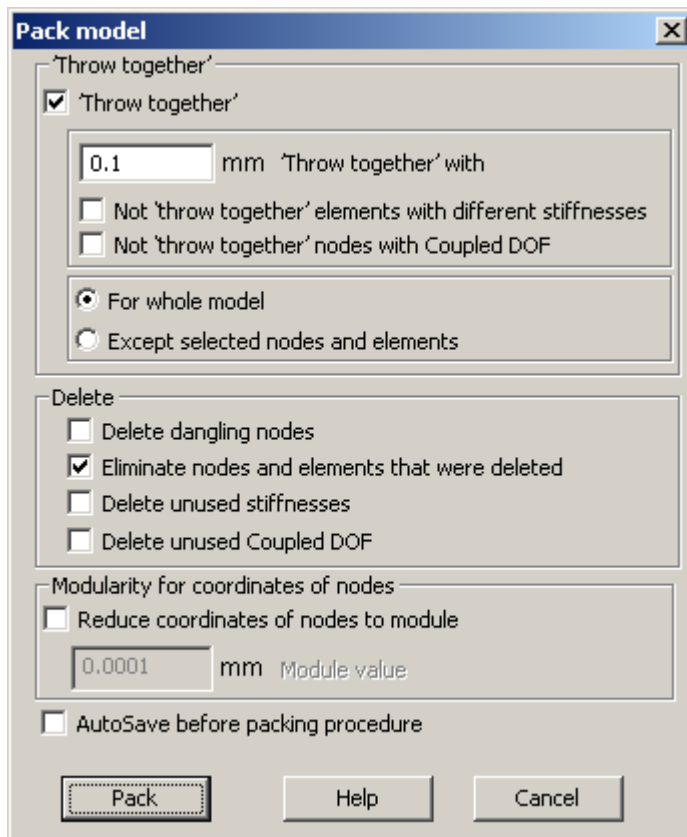 Pack model
'Throw together'
'Throw together'
0.1 mm 'Throw together' with
Not 'throw together' elements with different stiffnesses
Not 'throw together' nodes with Coupled DOF
For whole model
Except selected nodes and elements
Delete
Delete dangling nodes
Eliminate nodes and elements that were deleted
Delete unused stiffnesses
Delete unused Coupled DOF
Modularity for coordinates of nodes
Reduce coordinates of nodes to module
0.0001 mm Module value
AutoSave before packing procedure
Pack Help Cancel